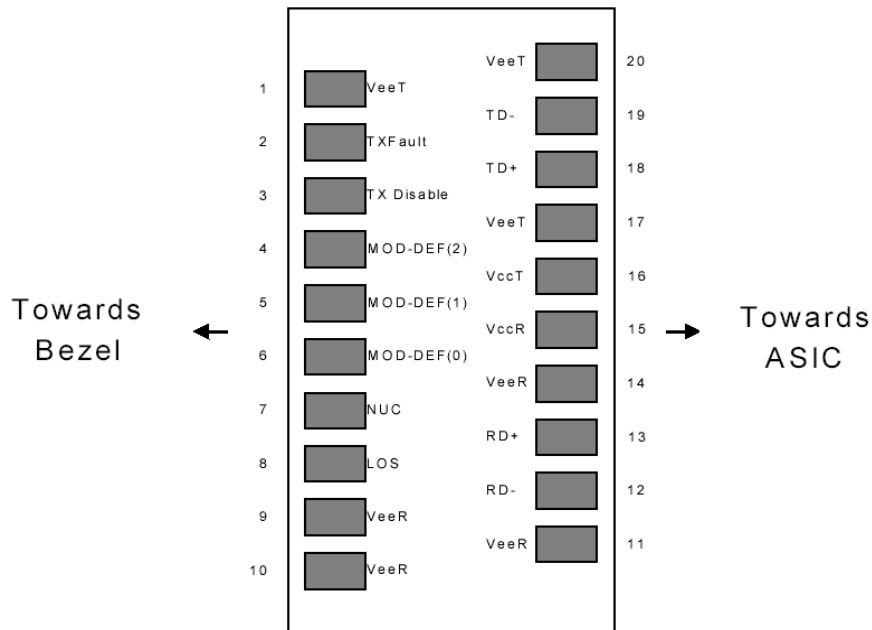 VeeT 20
1 VeeT
TD- 19
2 TXFault
TD+ 18
3 TX Disable
VeeT 17
4 MOD-DEF(2)
VccT 16
5 MOD-DEF(1)
Towards
Bezel
VccR 15
Towards
ASIC
6 MOD-DEF(0)
VeeR 14
7 NUC
RD+ 13
8 LOS
RD- 12
9 VeeR
VeeR 11
10 VeeR